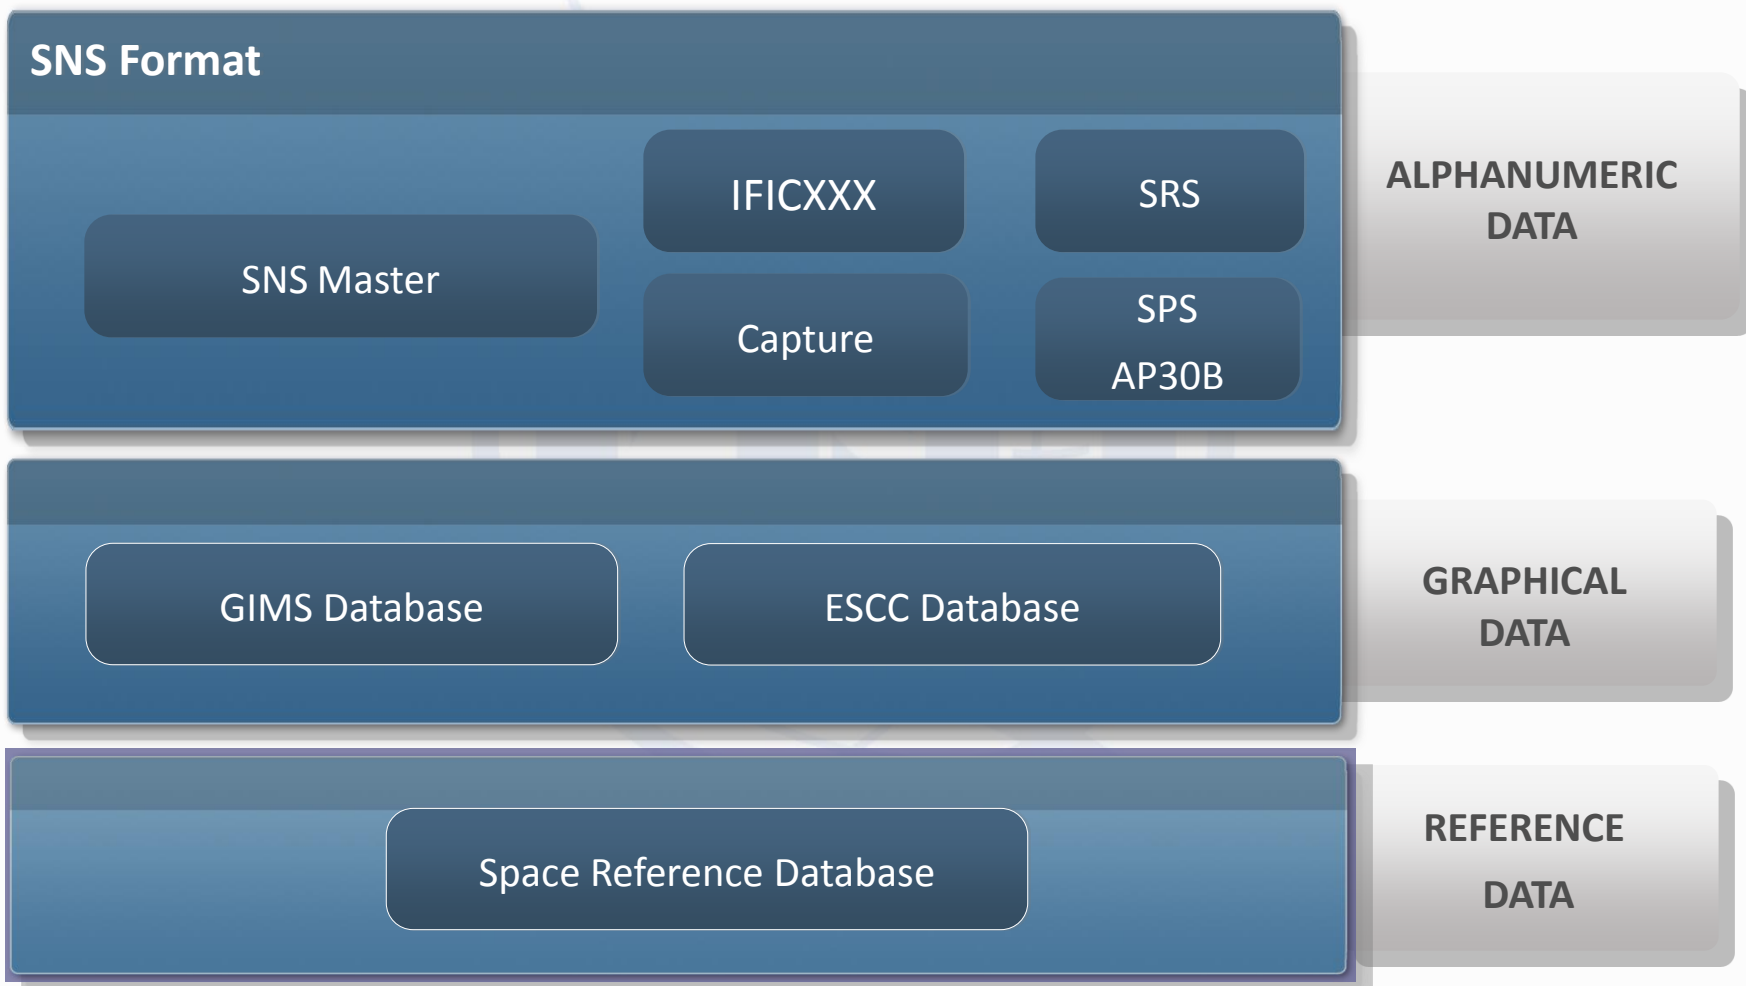 SNS Format
SNS Master
IFICXXX
SRS
Capture
SPS
AP30B
ALPHANUMERIC
DATA
GIMS Database
ESCC Database
GRAPHICAL
DATA
Space Reference Database
REFERENCE
DATA